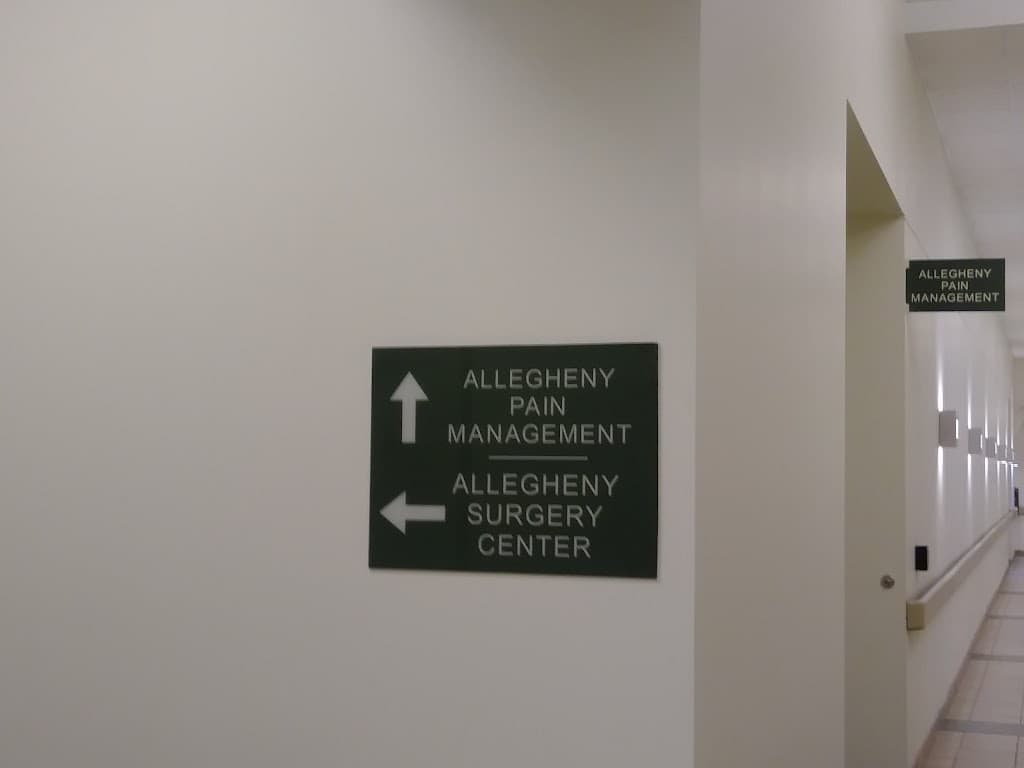 ALLEGHENY
PAIN
MANAGEMENT
ALLEGHENY
SURGERY
CENTER
ALLEGHENY
PAIN
MANAGEMENT